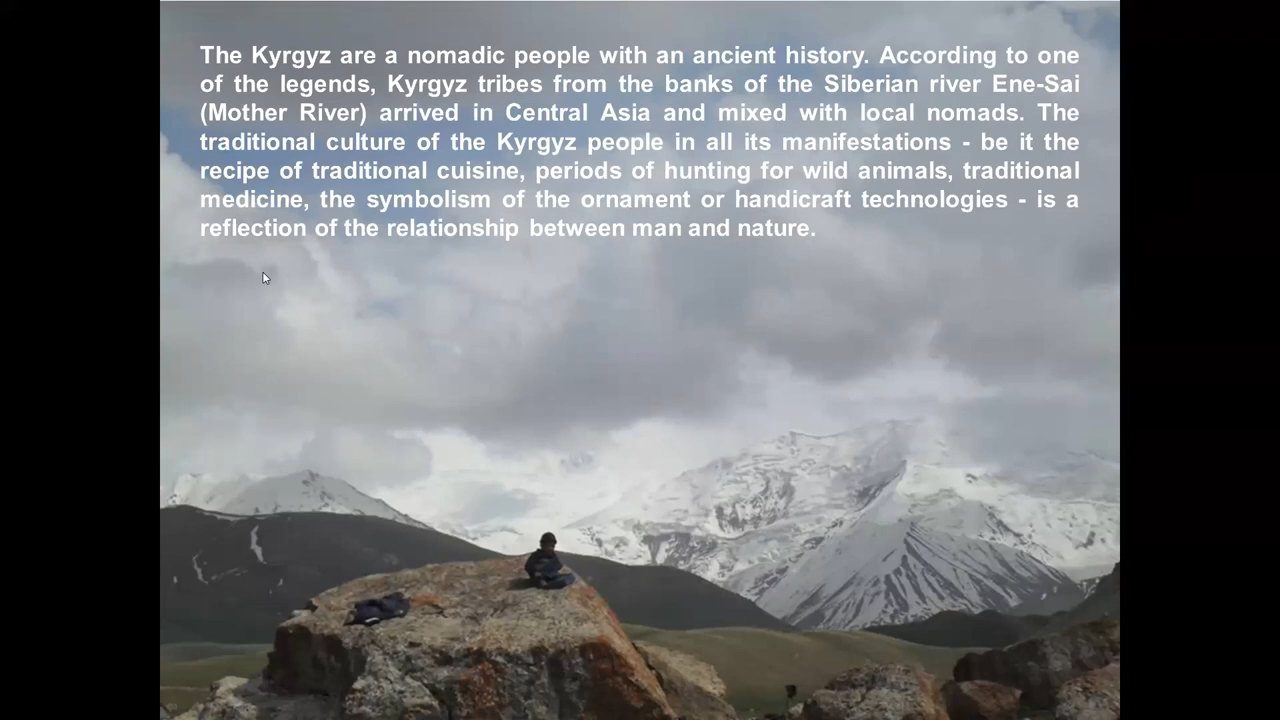 The Kyrgyz are a nomadic people with an ancient history. According to one
of the legends, Kyrgyz tribes from the banks of the Siberian river Ene-Sai
(Mother River) arrived in Central Asia and mixed with local nomads. The
traditional culture of the Kyrgyz people in all its manifestations - be it the
recipe of traditional cuisine, periods of hunting for wild animals, traditional
medicine, the symbolism of the ornament or handicraft technologies - is a
reflection of the relationship between man and nature.